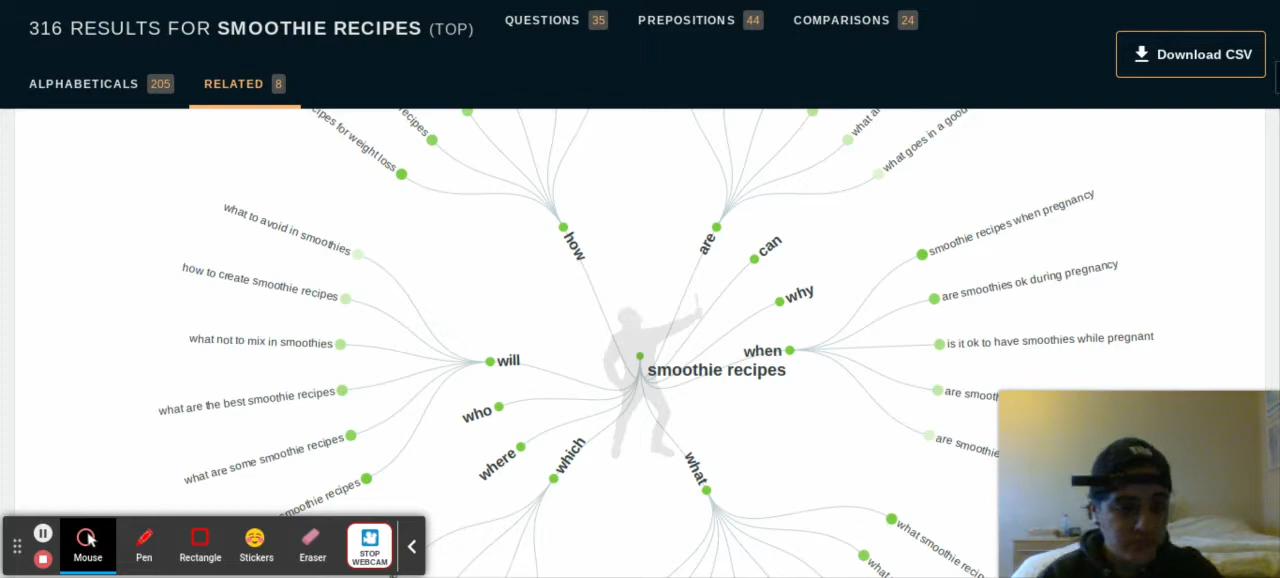 316 RESULTS FOR SMOOTHIE RECIPES (TOP)
QUESTIONS 35
PREPOSITIONS 44
COMPARISONS 24
Download CSV
ALPHABETICALS 205
RELATED 8
recipes
for weight loss
what goes in a good
what to avoid in smoothies
how to create smoothie recipes
what not to mix in smoothies
what are the best smoothie recipes
what are some smoothie recipes
smoothie recipes
how
are
can
why
when
will
who
where
which
what
smoothie recipes
smoothie recipes when pregnancy
are smoothies ok during pregnancy
is it ok to have smoothies while pregnant
are
are
what smoothie
what
Mouse
Pen
Rectangle
Stickers
Eraser
STOP
WEBCAM